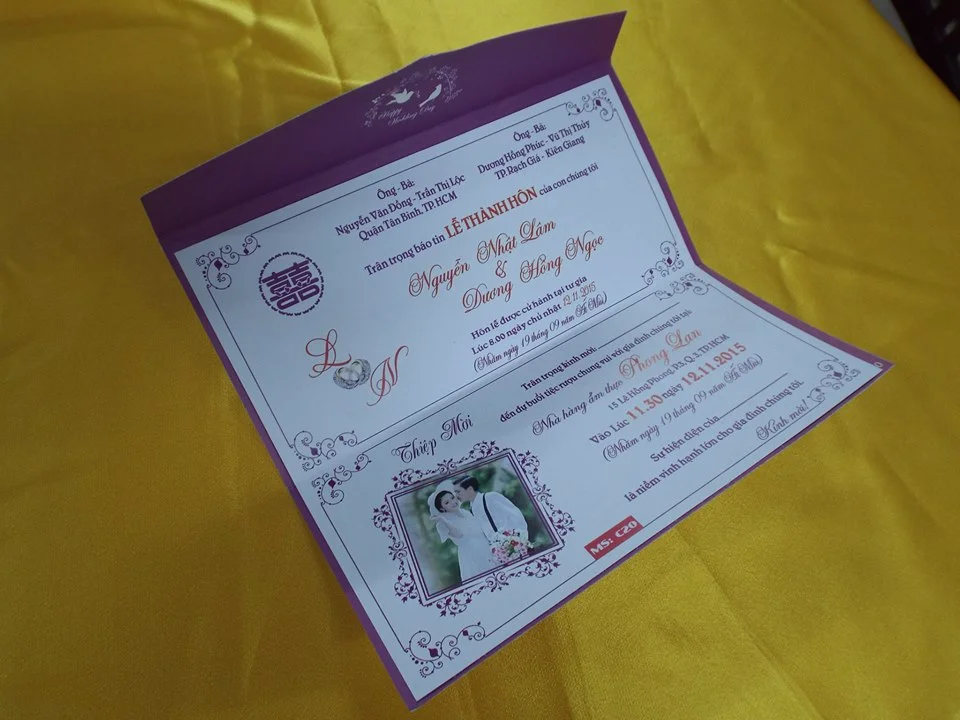 Happy
Wedding Day
Ông - Bà:
Nguyễn Văn Đồng - Trần Thị Lộc
Quận Tân Bình, TP.HCM
Ông - Bà:
Dương Hồng Phúc - Vũ Thị Thúy
TP.Rạch Giá - Kiên Giang
Trân trọng báo tin LỄ THÀNH HÔN của con chúng tôi
Nguyễn Nhật Lâm
&
Dương Hồng Ngọc
Hôn lễ được cử hành tại tư gia
Lúc 8.00 ngày chủ nhật 12.11.2015
(Nhằm ngày 19 tháng 09 năm Ất Mùi)
囍
L N
Trân trọng kính mời:
đến dự buổi tiệc rượu chung vui với gia đình chúng tôi tại:
Nhà hàng ẩm thực Phong Lan
15 Lê Hồng Phong, P.3, Q.3, TP.HCM
Vào Lúc 11.30 ngày 12.11.2015
(Nhằm ngày 19 tháng 09 năm Ất Mùi)
Sự hiện diện của
là niềm vinh hạnh lớn cho gia đình chúng tôi.
Kính mời!
Thiệp Mời
MS: C20